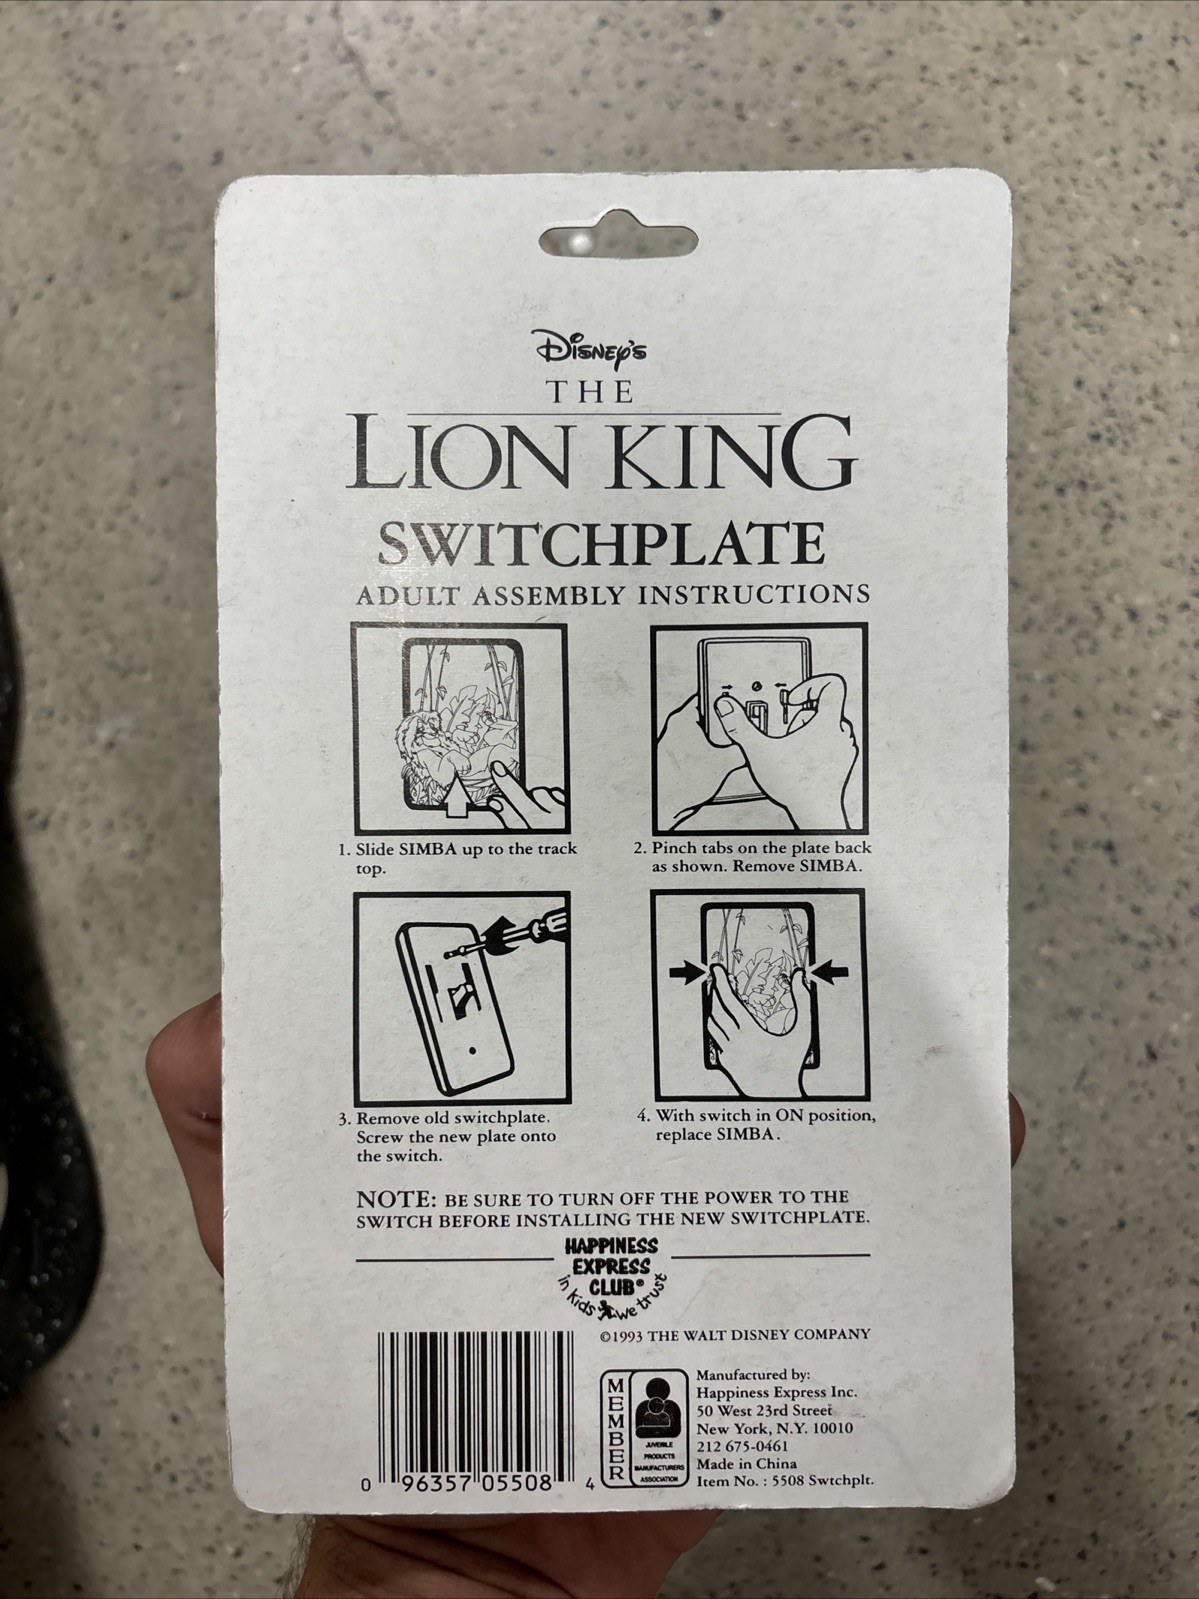 Disney's
THE
LION KING
SWITCHPLATE
ADULT ASSEMBLY INSTRUCTIONS
1. Slide SIMBA up to the track
top.
2. Pinch tabs on the plate back
as shown. Remove SIMBA.
3. Remove old switchplate.
Screw the new plate onto
the switch.
4. With switch in ON position,
replace SIMBA.
NOTE: BE SURE TO TURN OFF THE POWER TO THE
SWITCH BEFORE INSTALLING THE NEW SWITCHPLATE.
HAPPINESS
EXPRESS
CLUB®
in kids we trust
©1993 THE WALT DISNEY COMPANY
0 96357 05508 4
MEMBER
JUVENILE
PRODUCTS
MANUFACTURERS
ASSOCIATION
Manufactured by:
Happiness Express Inc.
50 West 23rd Street
New York, N.Y. 10010
212 675-0461
Made in China
Item No. : 5508 Swtchplt.